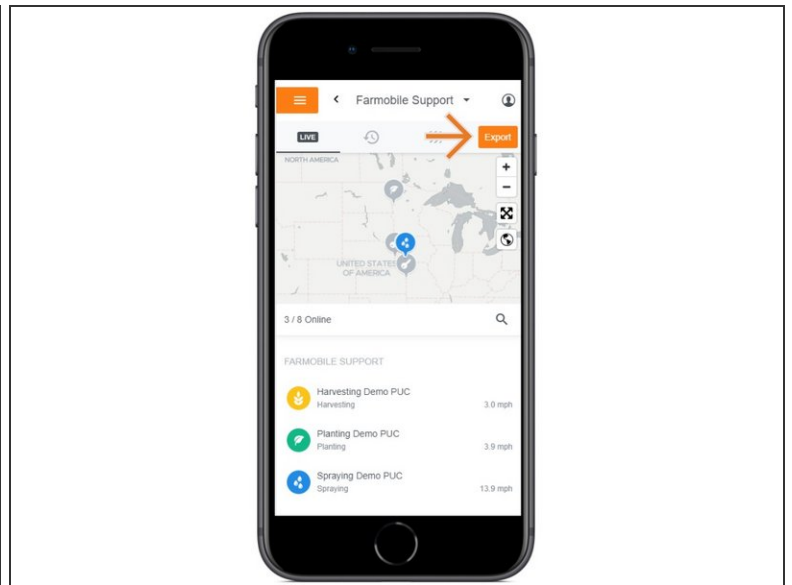 Farmobile Support
LIVE
Export
NORTH AMERICA
UNITED STATES
OF AMERICA
3 / 8 Online
FARMOBILE SUPPORT
Harvesting Demo PUC
Harvesting
3.0 mph
Planting Demo PUC
Planting
3.9 mph
Spraying Demo PUC
Spraying
13.9 mph